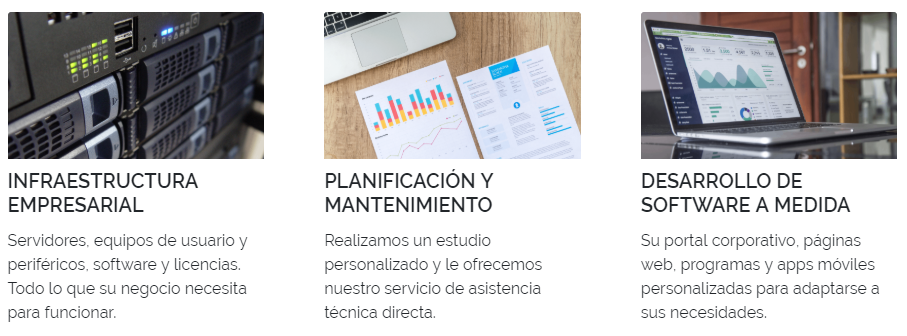 INFRAESTRUCTURA
EMPRESARIAL
Servidores, equipos de usuario y
periféricos, software y licencias.
Todo lo que su negocio necesita
para funcionar.
PLANIFICACIÓN Y
MANTENIMIENTO
Realizamos un estudio
personalizado y le ofrecemos
nuestro servicio de asistencia
técnica directa.
DESARROLLO DE
SOFTWARE A MEDIDA
Su portal corporativo, páginas
web, programas y apps móviles
personalizadas para adaptarse a
sus necesidades.